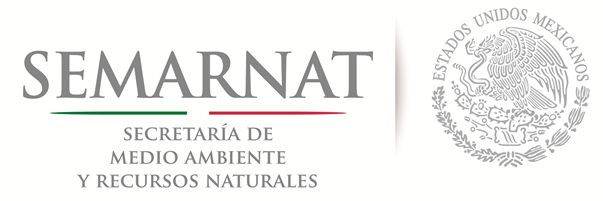 SEMARNAT
SECRETARÍA DE
MEDIO AMBIENTE
Y RECURSOS NATURALES
ESTADOS UNIDOS MEXICANOS